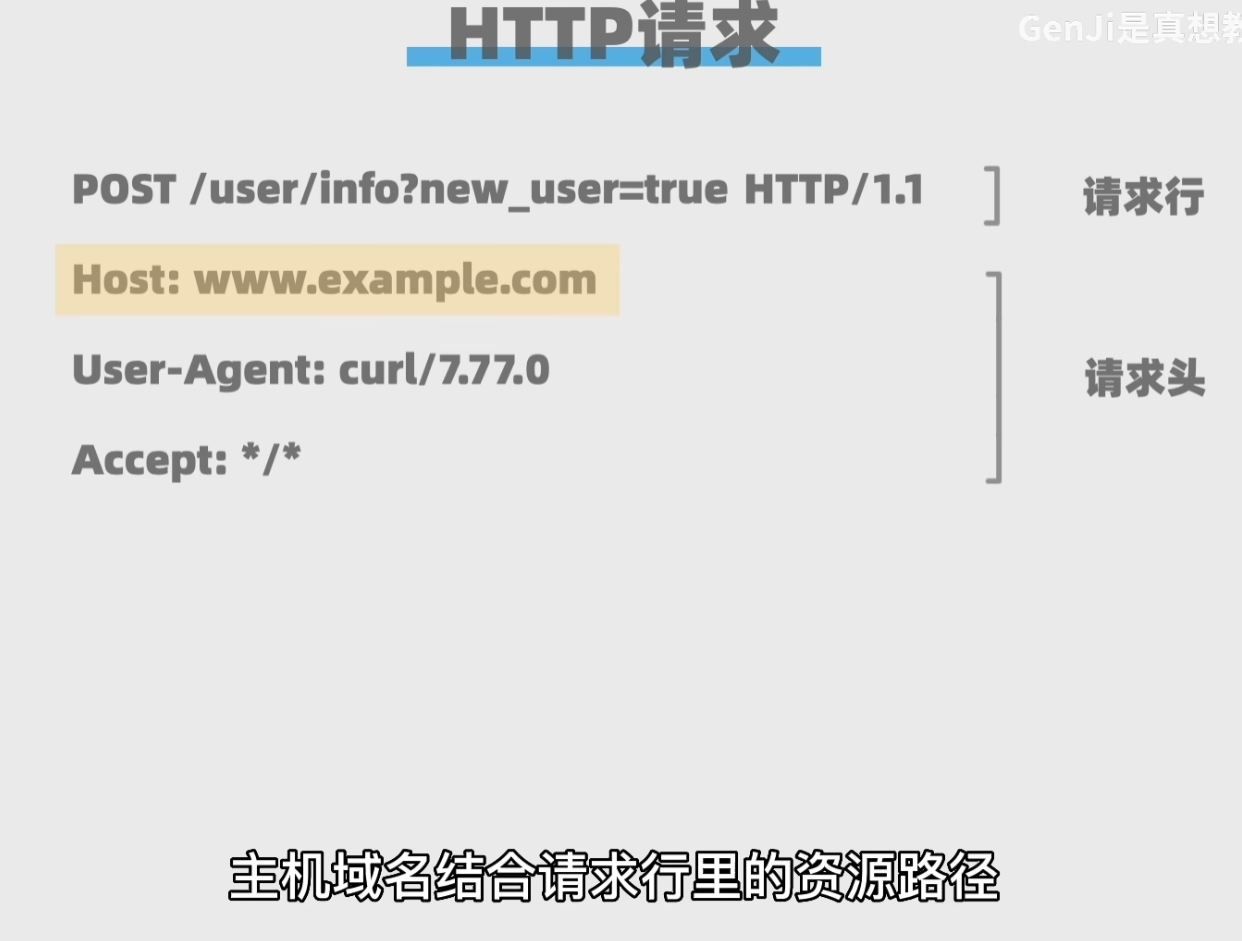 HTTP请求
GenJi是真想教
POST /user/info?new_user=true HTTP/1.1
请求行
Host: www.example.com
User-Agent: curl/7.77.0
请求头
Accept: */*
主机域名结合请求行里的资源路径